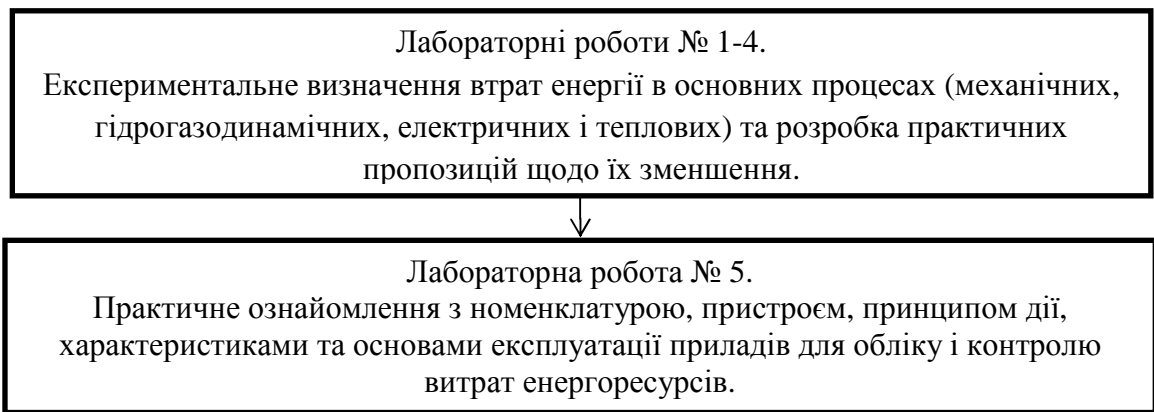 Лабораторні роботи № 1-4.
Експериментальне визначення втрат енергії в основних процесах (механічних,
гідрогазодинамічних, електричних і теплових) та розробка практичних
пропозицій щодо їх зменшення.
Лабораторна робота № 5.
Практичне ознайомлення з номенклатурою, пристроєм, принципом дії,
характеристиками та основами експлуатації приладів для обліку і контролю
витрат енергоресурсів.